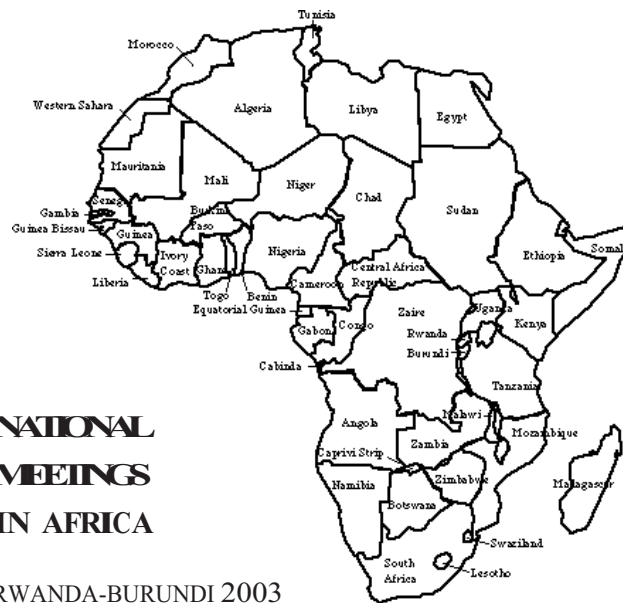 Tunisia
Morocco
Western Sahara
Algeria
Libya
Egypt
Mauritania
Mali
Niger
Chad
Sudan
Senegal
Gambia
Guinea Bissau
Guinea
Burkina
Faso
Sierra Leone
Ivory
Coast
Ghana
Nigeria
Ethiopia
Somal
Liberia
Togo
Benin
Cameroon
Central Africa
Republic
Equatorial Guinea
Gabon
Congo
Zaire
Uganda
Kenya
Rwanda
Burundi
Cabinda
Tanzania
Angola
Malawi
Zambia
Mozambique
Caprivi Strip
Zimbabwe
Madagascar
Namibia
Botswana
Swaziland
South
Africa
Lesotho
NATIONAL
MEETINGS
IN AFRICA
RWANDA-BURUNDI 2003